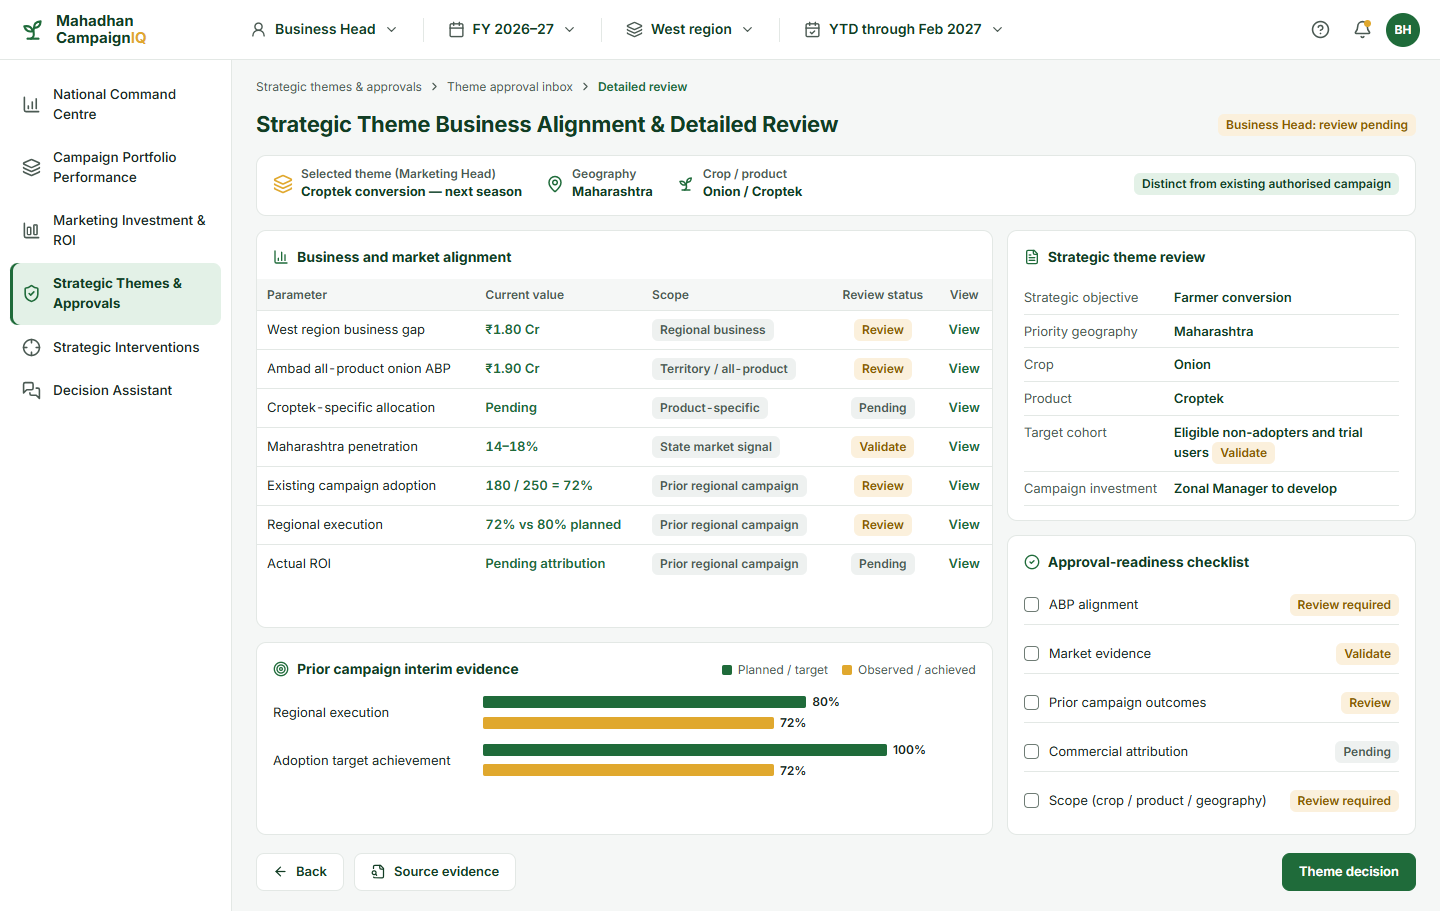 Mahadhan
CampaignIQ
Business Head
FY 2026–27
West region
YTD through Feb 2027
BH
National Command
Centre
Campaign Portfolio
Performance
Marketing Investment &
ROI
Strategic Themes &
Approvals
Strategic Interventions
Decision Assistant
Strategic themes & approvals
Theme approval inbox
Detailed review
Strategic Theme Business Alignment & Detailed Review
Business Head: review pending
Selected theme (Marketing Head)
Croptek conversion — next season
Geography
Maharashtra
Crop / product
Onion / Croptek
Distinct from existing authorised campaign
Business and market alignment
Parameter Current value Scope Review status View
West region business gap ₹1.80 Cr Regional business Review View
Ambad all-product onion ABP ₹1.90 Cr Territory / all-product Review View
Croptek-specific allocation Pending Product-specific Pending View
Maharashtra penetration 14–18% State market signal Validate View
Existing campaign adoption 180 / 250 = 72% Prior regional campaign Review View
Regional execution 72% vs 80% planned Prior regional campaign Review View
Actual ROI Pending attribution Prior regional campaign Pending View
Prior campaign interim evidence
Planned / target
Observed / achieved
Regional execution
80%
72%
Adoption target achievement
100%
72%
Strategic theme review
Strategic objective Farmer conversion
Priority geography Maharashtra
Crop Onion
Product Croptek
Target cohort Eligible non-adopters and trial
users Validate
Campaign investment Zonal Manager to develop
Approval-readiness checklist
ABP alignment Review required
Market evidence Validate
Prior campaign outcomes Review
Commercial attribution Pending
Scope (crop / product / geography) Review required
Back
Source evidence
Theme decision